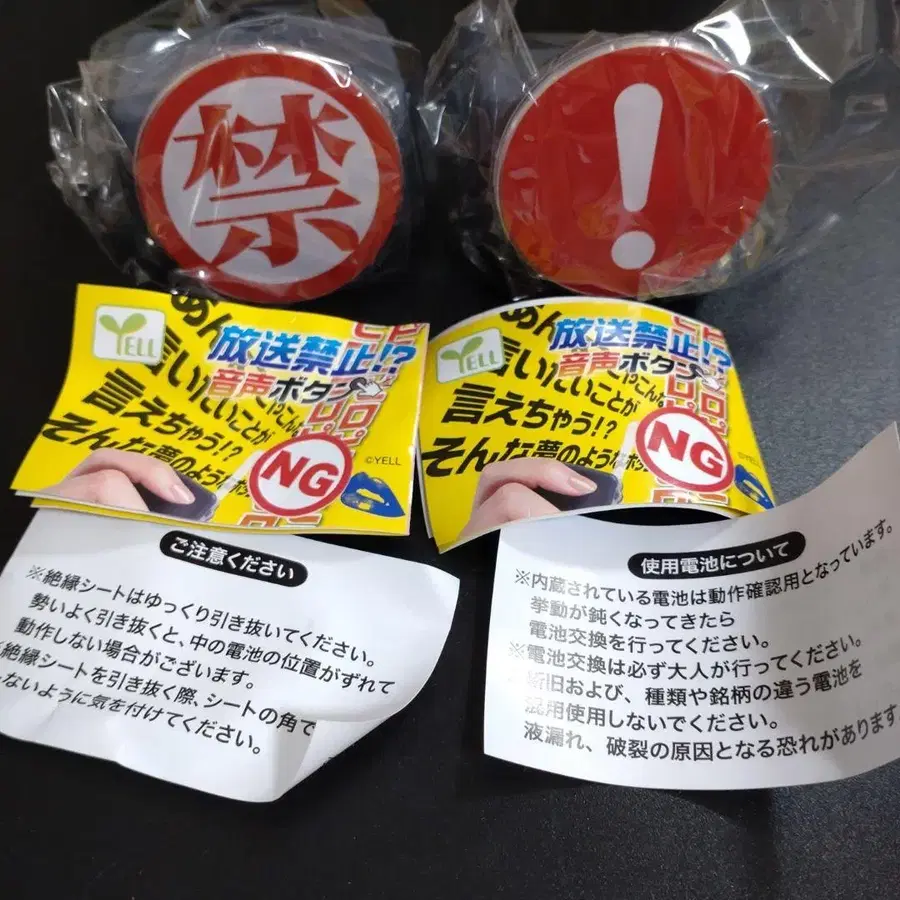 禁
!
YELL
放送禁止!?
音声ボタン
あん
言いたいことが
言えちゃう!?
そんな夢のような
NG
©YELL
YELL
放送禁止!?
音声ボタン
あん
言いたいことが
言えちゃう!?
そんな夢のような
NG
©YELL
ご注意ください
※絶縁シートはゆっくり引き抜いてください。
勢いよく引き抜くと、中の電池の位置がずれて
動作しない場合がございます。
絶縁シートを引き抜く際、シートの角で
ないように気を付けてください。
使用電池について
※内蔵されている電池は動作確認用となっています。
挙動が鈍くなってきたら
電池交換を行ってください。
※電池交換は必ず大人が行ってください。
新旧および、種類や銘柄の違う電池を
混用使用しないでください。
液漏れ、破裂の原因となる恐れがあります。